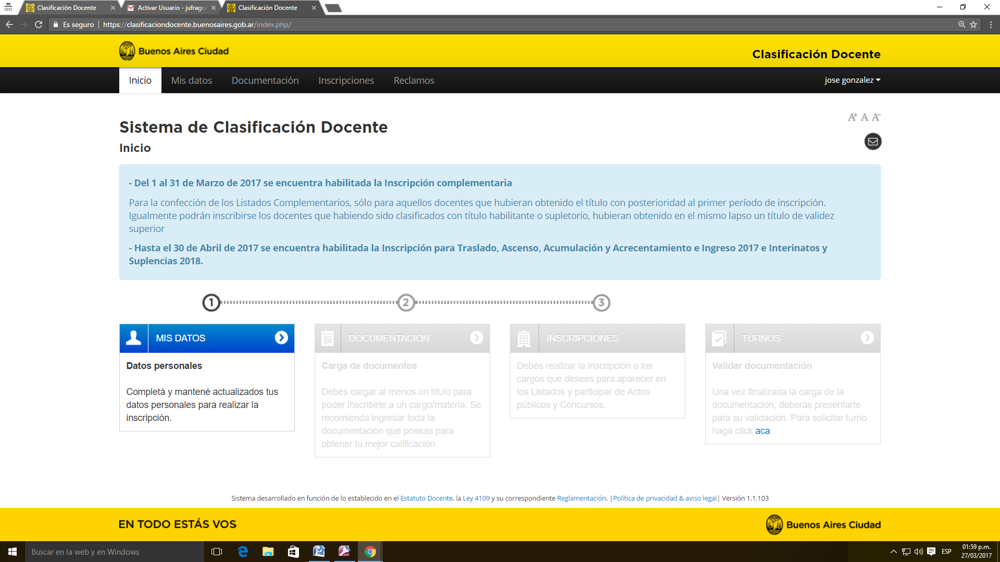 Clasificación Docente
Activar Usuario - jufragce
Clasificación Docente
Es seguro
https://clasificaciondocente.buenosaires.gob.ar/index.php/
Buenos Aires Ciudad
Clasificación Docente
Inicio
Mis datos
Documentación
Inscripciones
Reclamos
jose gonzalez
A+ A A-
Sistema de Clasificación Docente
Inicio
- Del 1 al 31 de Marzo de 2017 se encuentra habilitada la Inscripción complementaria
Para la confección de los Listados Complementarios, sólo para aquellos docentes que hubieran obtenido el título con posterioridad al primer período de inscripción.
Igualmente podrán inscribirse los docentes que habiendo sido clasificados con título habilitante o supletorio, hubieran obtenido en el mismo lapso un título de validez
superior
- Hasta el 30 de Abril de 2017 se encuentra habilitada la Inscripción para Traslado, Ascenso, Acumulación y Acrecentamiento e Ingreso 2017 e Interinatos y
Suplencias 2018.
1
2
3
MIS DATOS
Datos personales
Completá y mantené actualizados tus
datos personales para realizar la
inscripción.
DOCUMENTACIÓN
Carga de documentos
Debés cargar al menos un título para
poder inscribirte a un cargo/materia. Se
recomienda ingresar toda la
documentación que poseas para
obtener tu mejor calificación.
INSCRIPCIONES
Debés realizar la inscripción a los
cargos que desees para aparecer en
los Listados y participar de Actos
públicos y Concursos.
TURNOS
Validar documentación
Una vez finalizada la carga de la
documentación, deberás presentarte
para su validación. Para solicitar turno
haga click aca
Sistema desarrollado en función de lo establecido en el Estatuto Docente, la Ley 4109 y su correspondiente Reglamentación. |Política de privacidad & aviso legal| Versión 1.1.103
EN TODO ESTÁS VOS
Buenos Aires Ciudad
Buscar en la web y en Windows
ESP
01:59 p.m.
27/03/2017